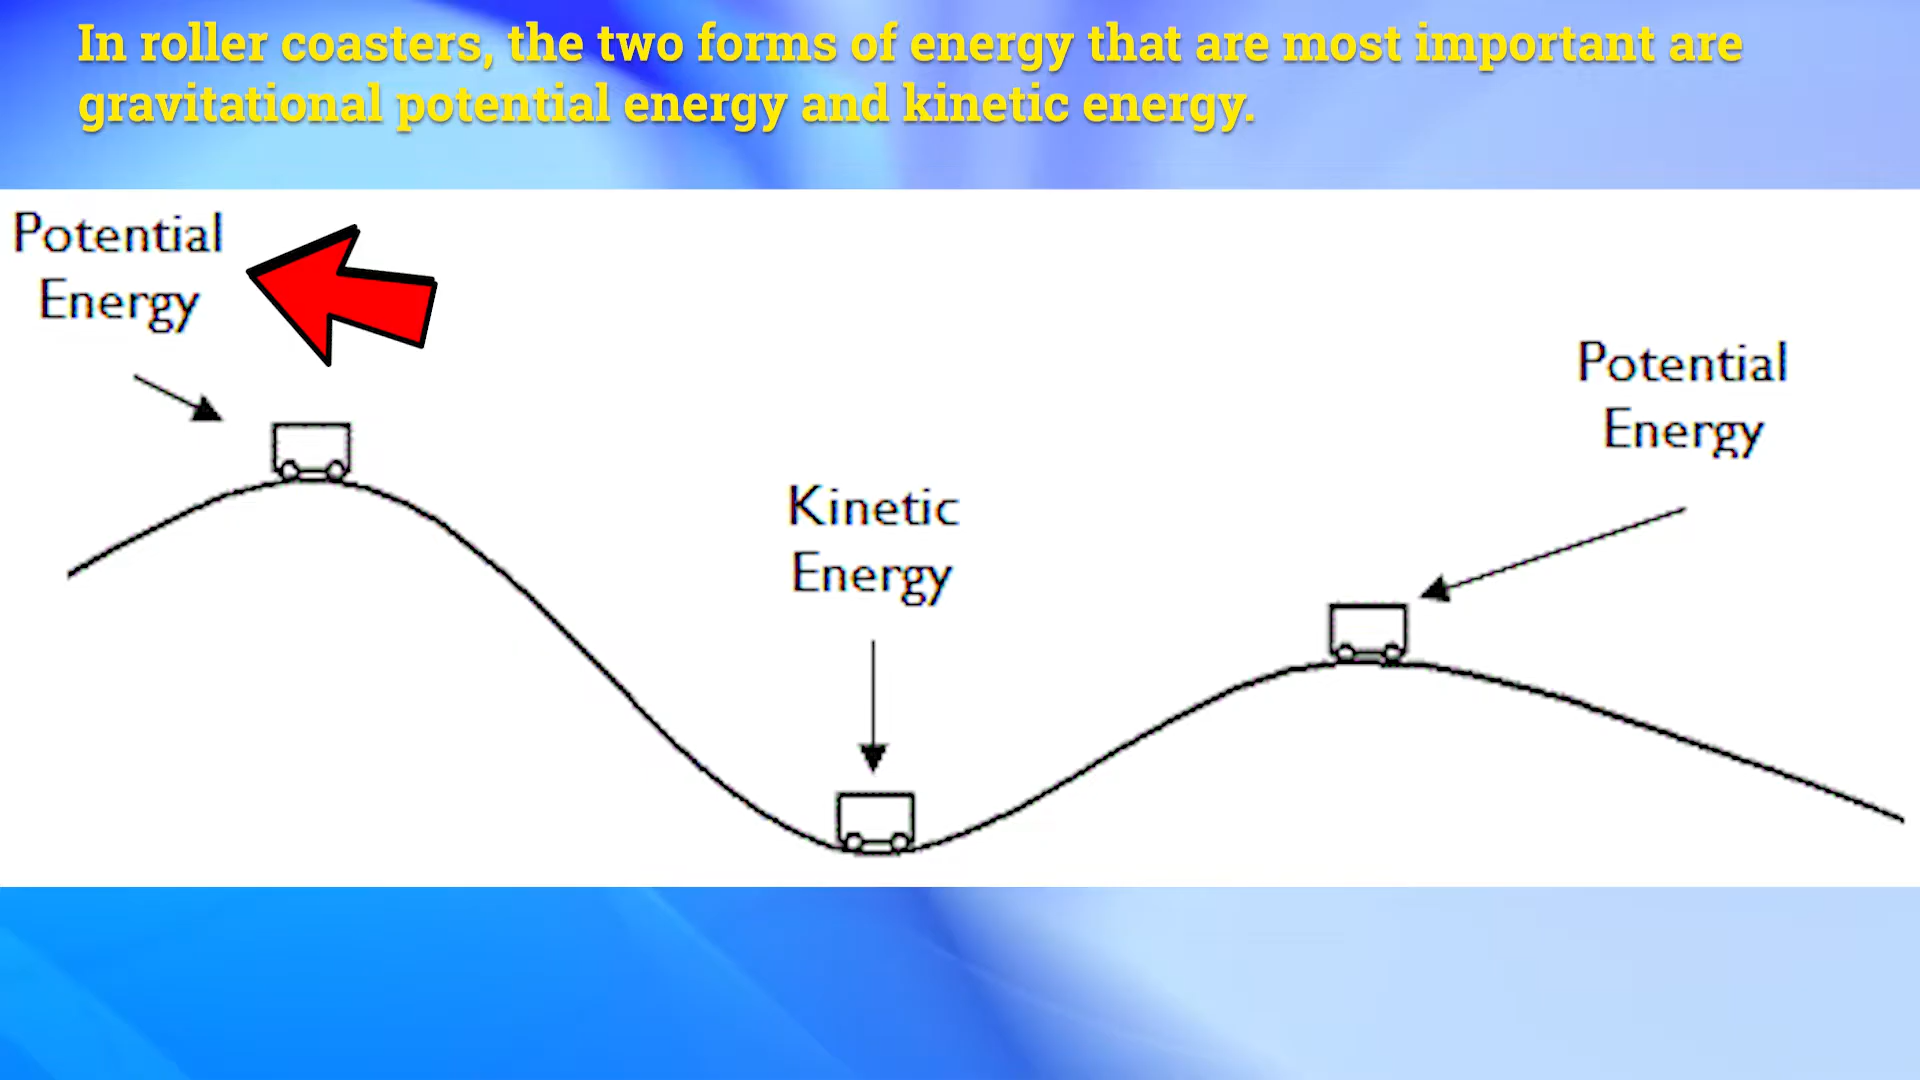 In roller coasters, the two forms of energy that are most important are
gravitational potential energy and kinetic energy.
Potential
Energy
Kinetic
Energy
Potential
Energy